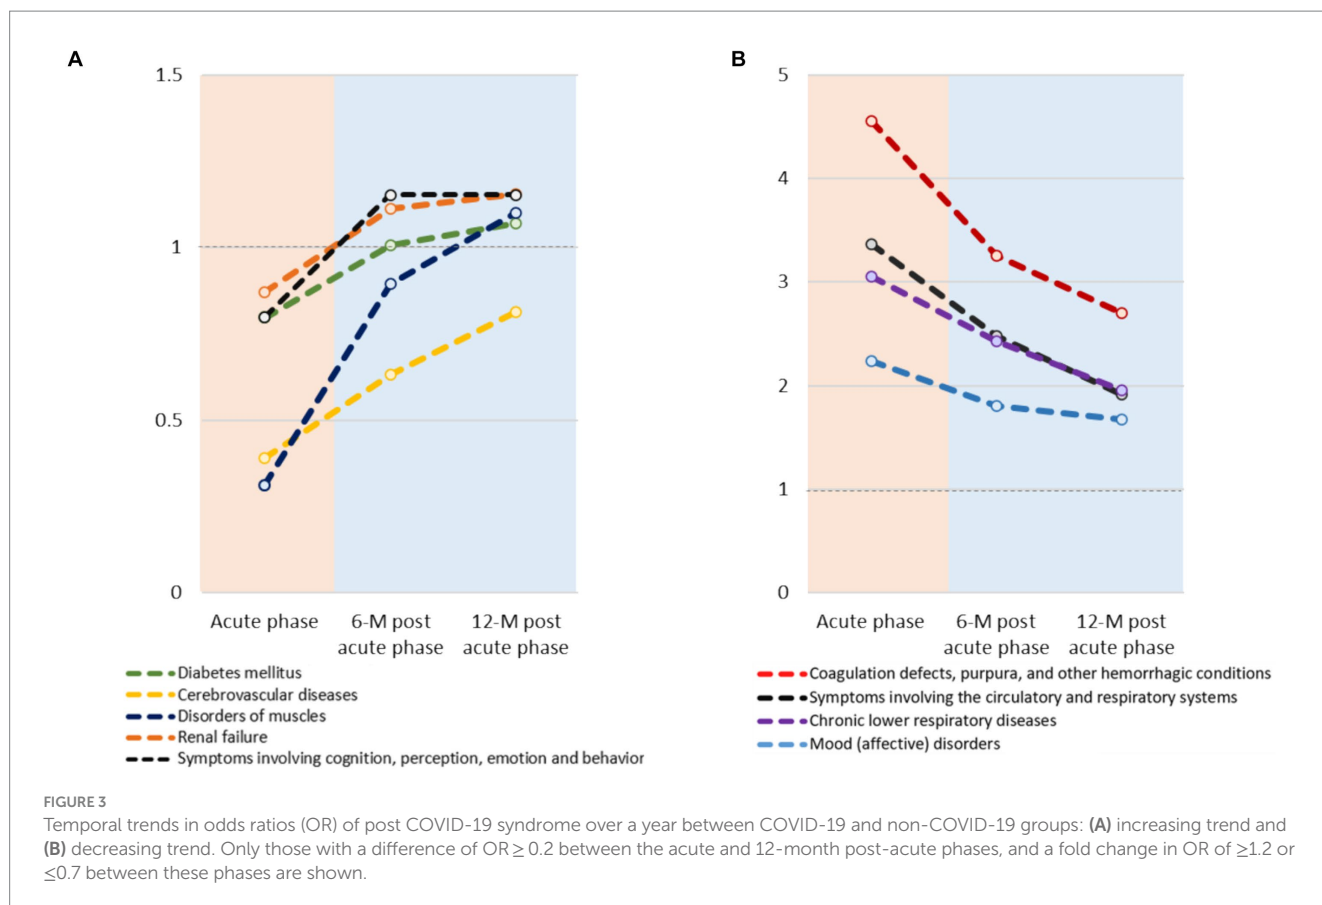 A
1.5
1
0.5
0
Acute phase
6-M post
acute phase
12-M post
acute phase
Diabetes mellitus
Cerebrovascular diseases
Disorders of muscles
Renal failure
Symptoms involving cognition, perception, emotion and behavior
B
5
4
3
2
1
0
Acute phase
6-M post
acute phase
12-M post
acute phase
Coagulation defects, purpura, and other hemorrhagic conditions
Symptoms involving the circulatory and respiratory systems
Chronic lower respiratory diseases
Mood (affective) disorders
FIGURE 3
Temporal trends in odds ratios (OR) of post COVID-19 syndrome over a year between COVID-19 and non-COVID-19 groups: (A) increasing trend and
(B) decreasing trend. Only those with a difference of OR ≥ 0.2 between the acute and 12-month post-acute phases, and a fold change in OR of ≥1.2 or
≤0.7 between these phases are shown.